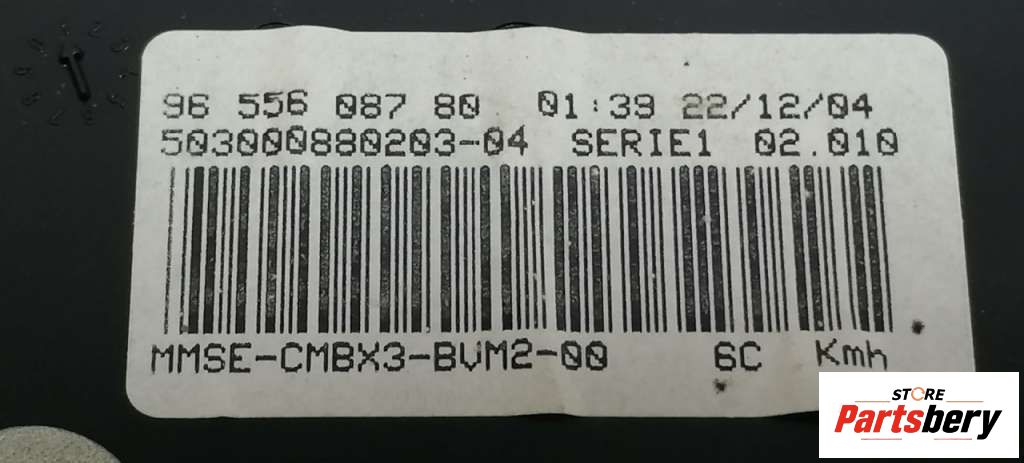 96 556 087 80 01:39 22/12/04
503000880203-04 SERIE1 02.010
MMSE-CMBX3-BVM2-00 6C Kmh
STORE
Partsbery